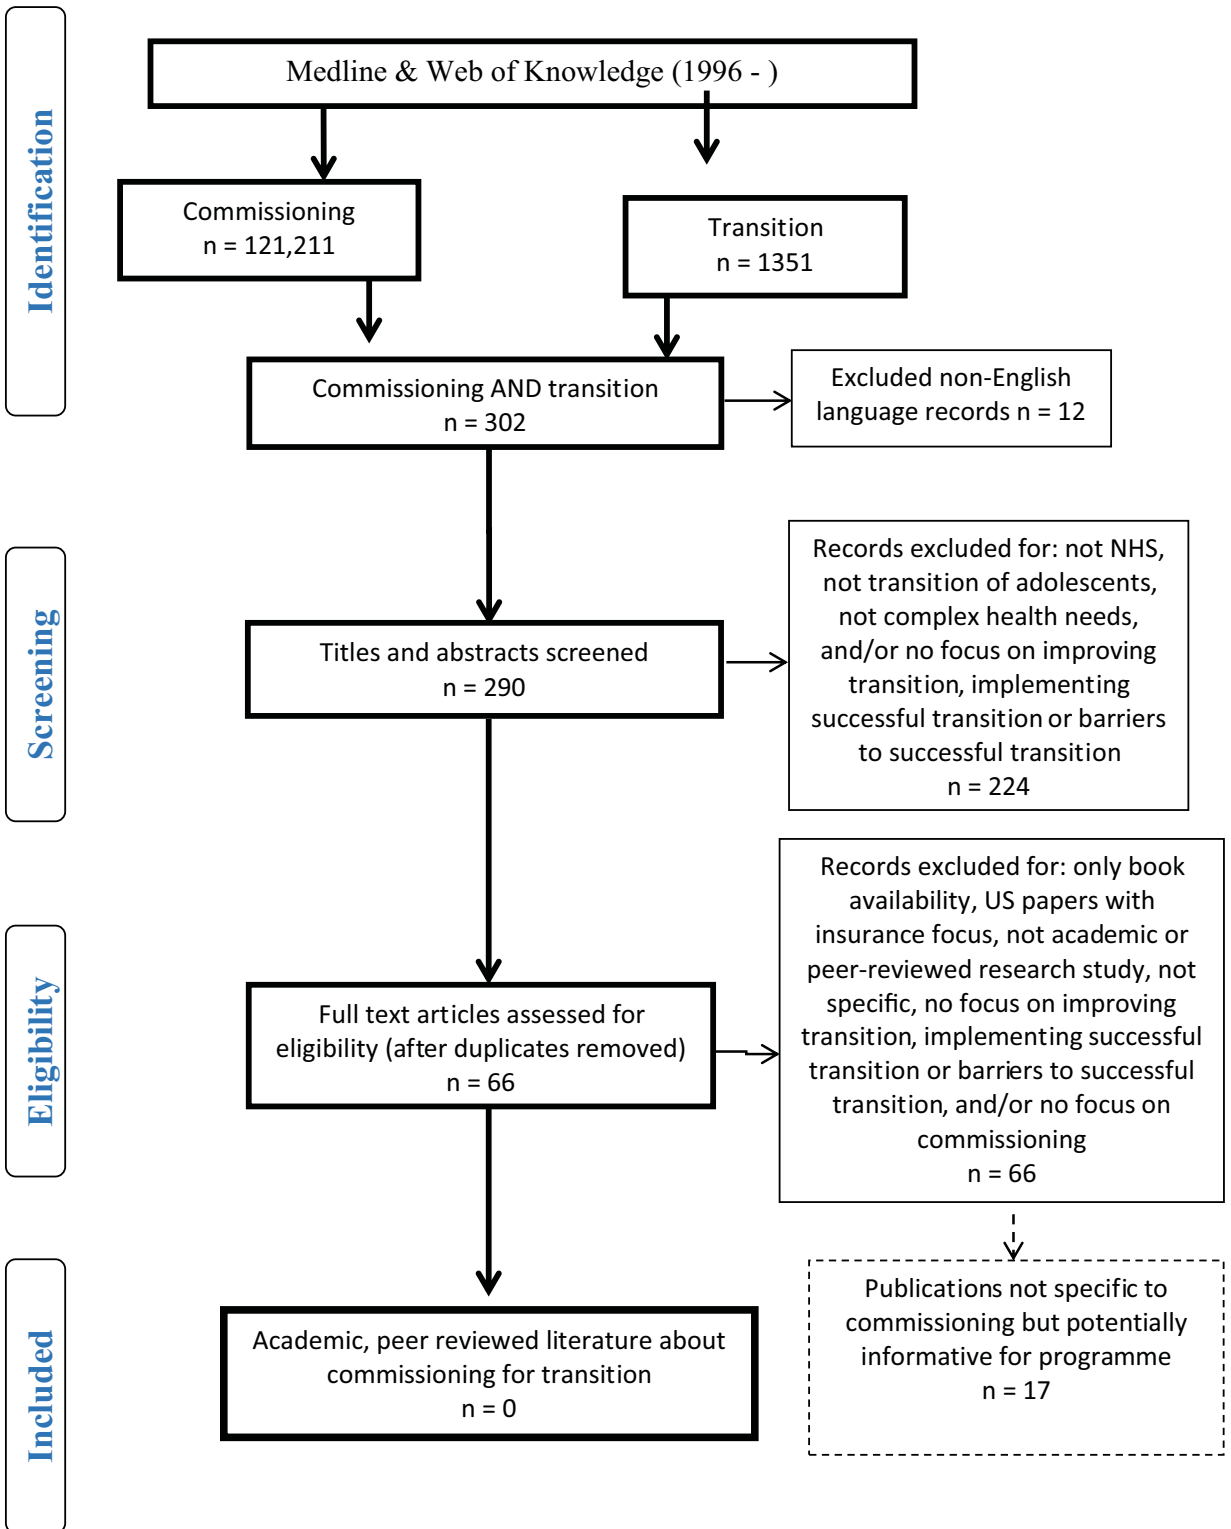 Identification
Medline & Web of Knowledge (1996 - )
Commissioning
n = 121,211
Transition
n = 1351
Commissioning AND transition
n = 302
Excluded non-English
language records n = 12
Screening
Titles and abstracts screened
n = 290
Records excluded for: not NHS,
not transition of adolescents,
not complex health needs,
and/or no focus on improving
transition, implementing
successful transition or barriers
to successful transition
n = 224
Eligibility
Full text articles assessed for
eligibility (after duplicates removed)
n = 66
Records excluded for: only book
availability, US papers with
insurance focus, not academic or
peer-reviewed research study, not
specific, no focus on improving
transition, implementing successful
transition or barriers to successful
transition, and/or no focus on
commissioning
n = 66
Included
Academic, peer reviewed literature about
commissioning for transition
n = 0
Publications not specific to
commissioning but potentially
informative for programme
n = 17